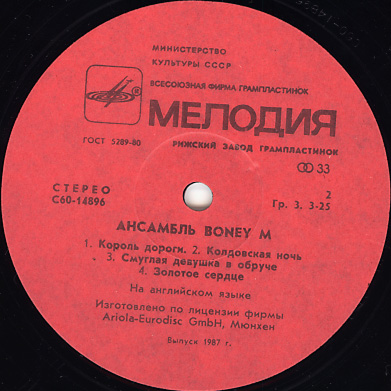 МИНИСТЕРСТВО
КУЛЬТУРЫ СССР
ВСЕСОЮЗНАЯ ФИРМА ГРАМПЛАСТИНОК
МЕЛОДИЯ
ГОСТ 5289-80
РИЖСКИЙ ЗАВОД ГРАМПЛАСТИНОК
33
СТЕРЕО
С60-14896
2
Гр. 3. 3-25
АНСАМБЛЬ BONEY M
1. Король дороги. 2. Колдовская ночь
3. Смуглая девушка в обруче
4. Золотое сердце
На английском языке
Изготовлено по лицензии фирмы
Ariola-Eurodisc GmbH, Мюнхен
Выпуск 1987 г.